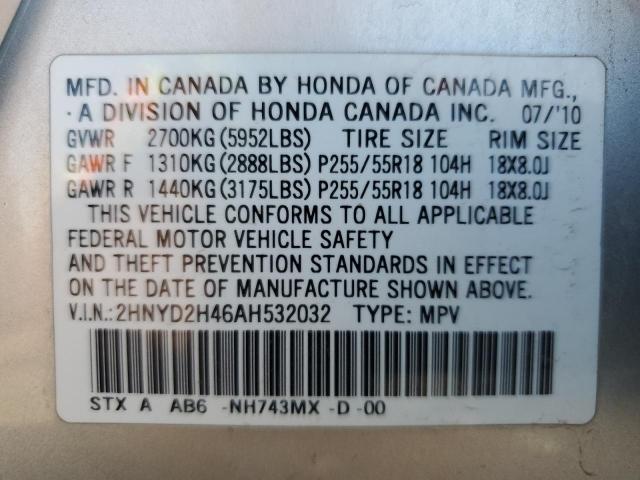 MFD. IN CANADA BY HONDA OF CANADA MFG.,
A DIVISION OF HONDA CANADA INC. 07/'10
GVWR 2700KG(5952LBS) TIRE SIZE RIM SIZE
GAWR F 1310KG(2888LBS) P255/55R18 104H 18X8.0J
GAWR R 1440KG(3175LBS) P255/55R18 104H 18X8.0J
THIS VEHICLE CONFORMS TO ALL APPLICABLE
FEDERAL MOTOR VEHICLE SAFETY
AND THEFT PREVENTION STANDARDS IN EFFECT
ON THE DATE OF MANUFACTURE SHOWN ABOVE.
V.I.N.:2HNYD2H46AH532032 TYPE: MPV
STX A AB6 -NH743MX -D -00